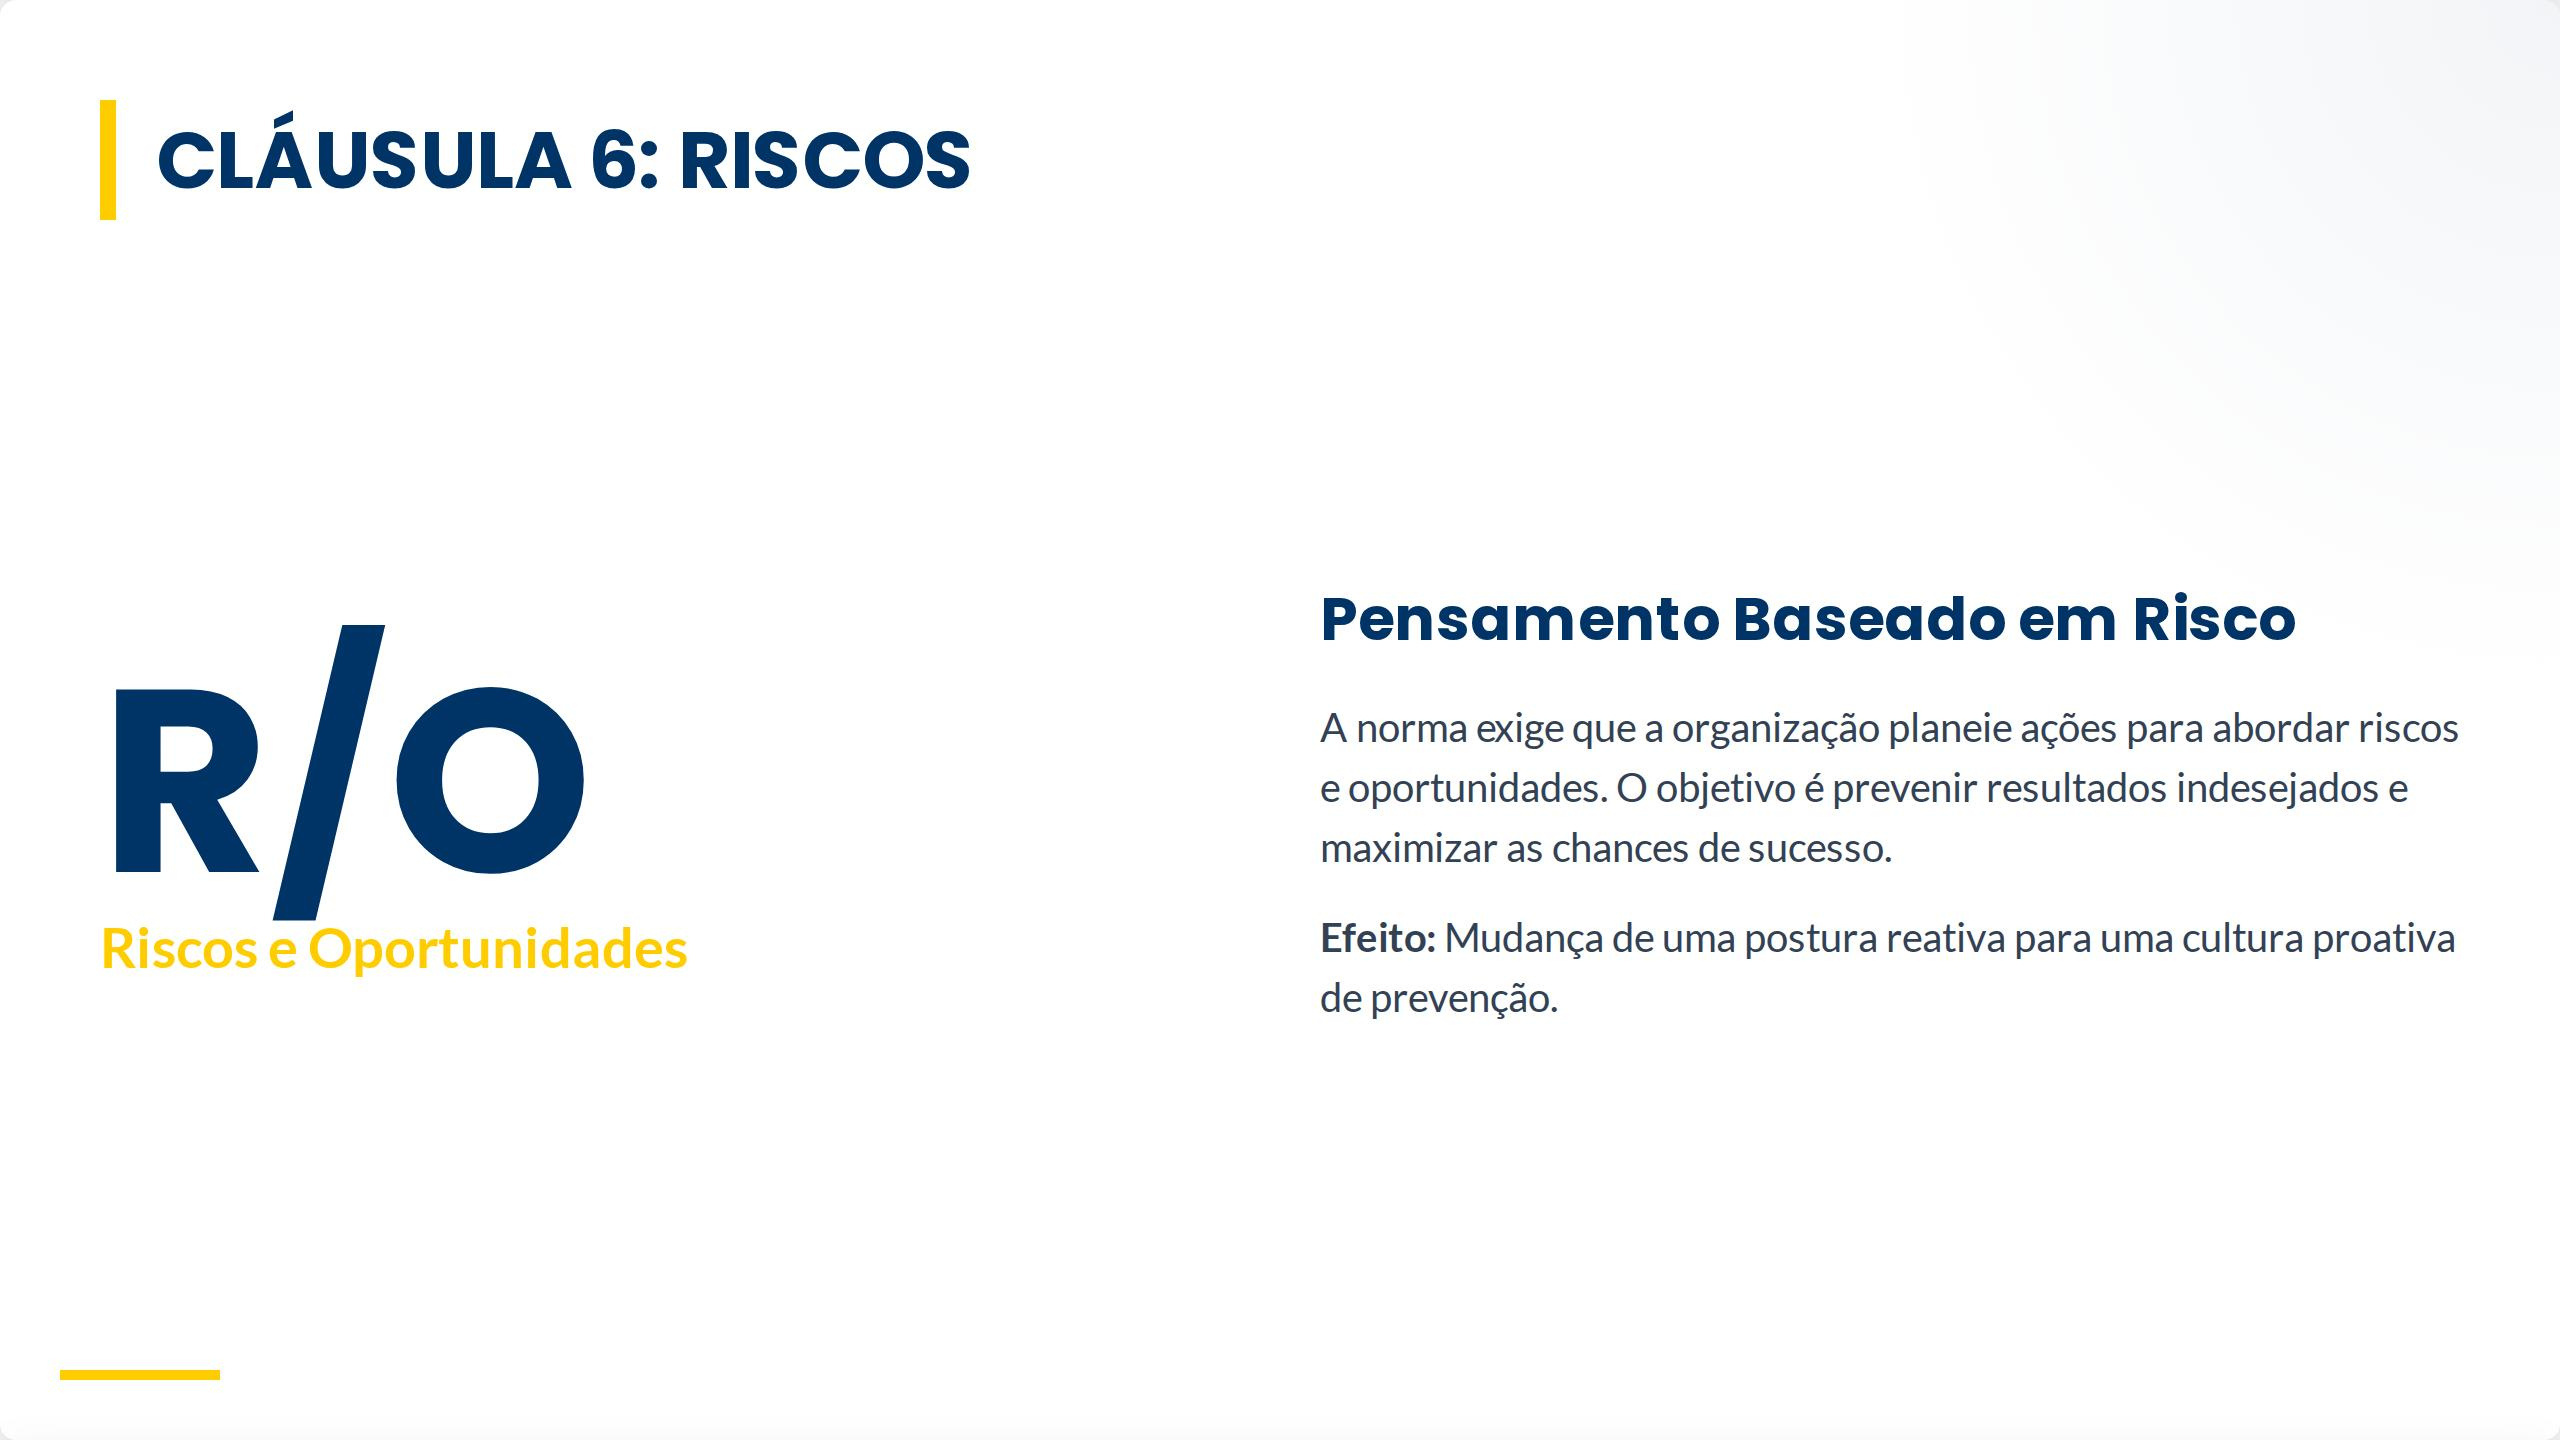 CLÁUSULA 6: RISCOS
R/O
Riscos e Oportunidades
Pensamento Baseado em Risco
A norma exige que a organização planeie ações para abordar riscos
e oportunidades. O objetivo é prevenir resultados indesejados e
maximizar as chances de sucesso.
Efeito: Mudança de uma postura reativa para uma cultura proativa
de prevenção.